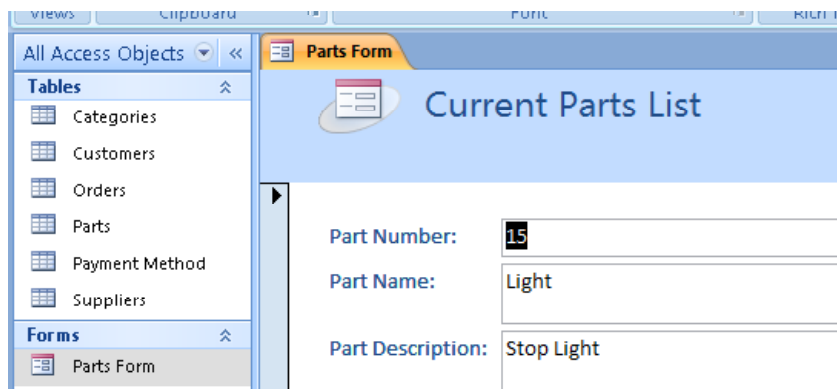 Views Clipboard Font Rich T
All Access Objects
Tables
Categories
Customers
Orders
Parts
Payment Method
Suppliers
Forms
Parts Form
Parts Form
Current Parts List
Part Number: 15
Part Name: Light
Part Description: Stop Light